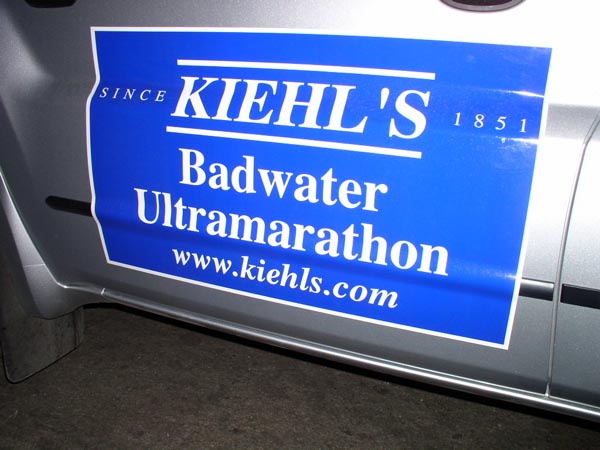 SINCE KIEHL'S 1851
Badwater
Ultramarathon
www.kiehls.com